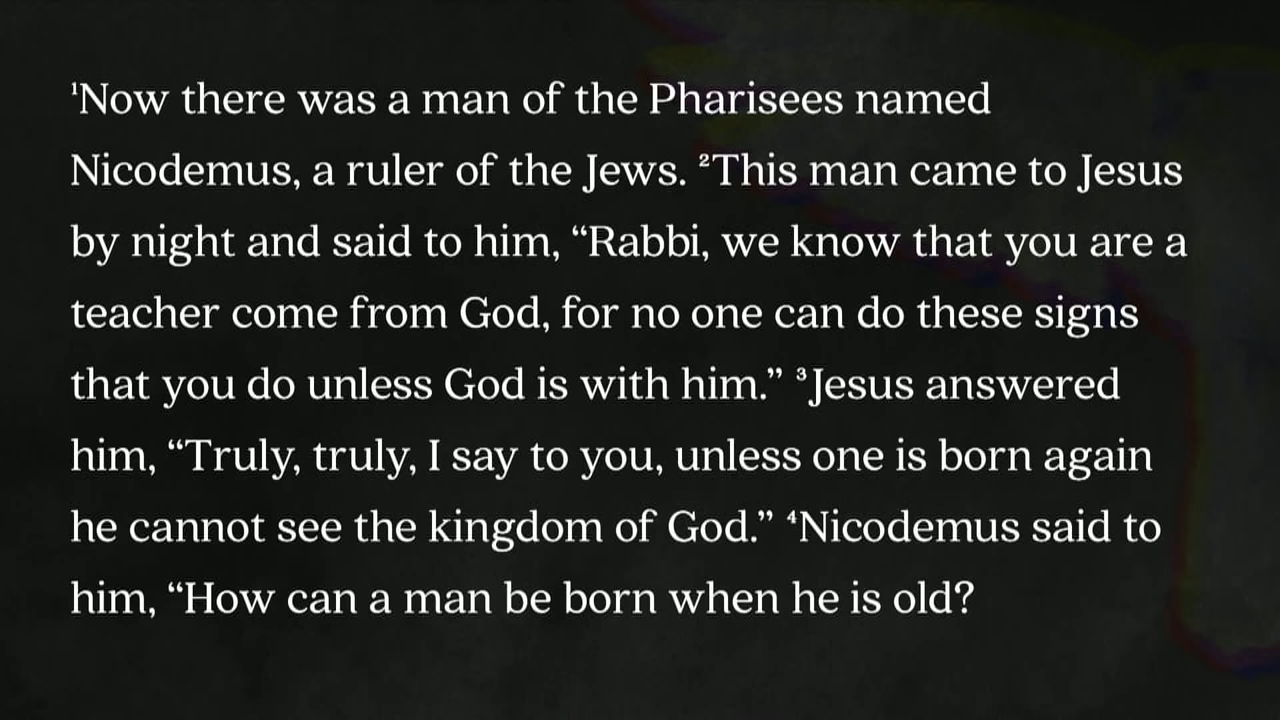 ¹Now there was a man of the Pharisees named
Nicodemus, a ruler of the Jews. ²This man came to Jesus
by night and said to him, “Rabbi, we know that you are a
teacher come from God, for no one can do these signs
that you do unless God is with him.” ³Jesus answered
him, “Truly, truly, I say to you, unless one is born again
he cannot see the kingdom of God.” ⁴Nicodemus said to
him, “How can a man be born when he is old?